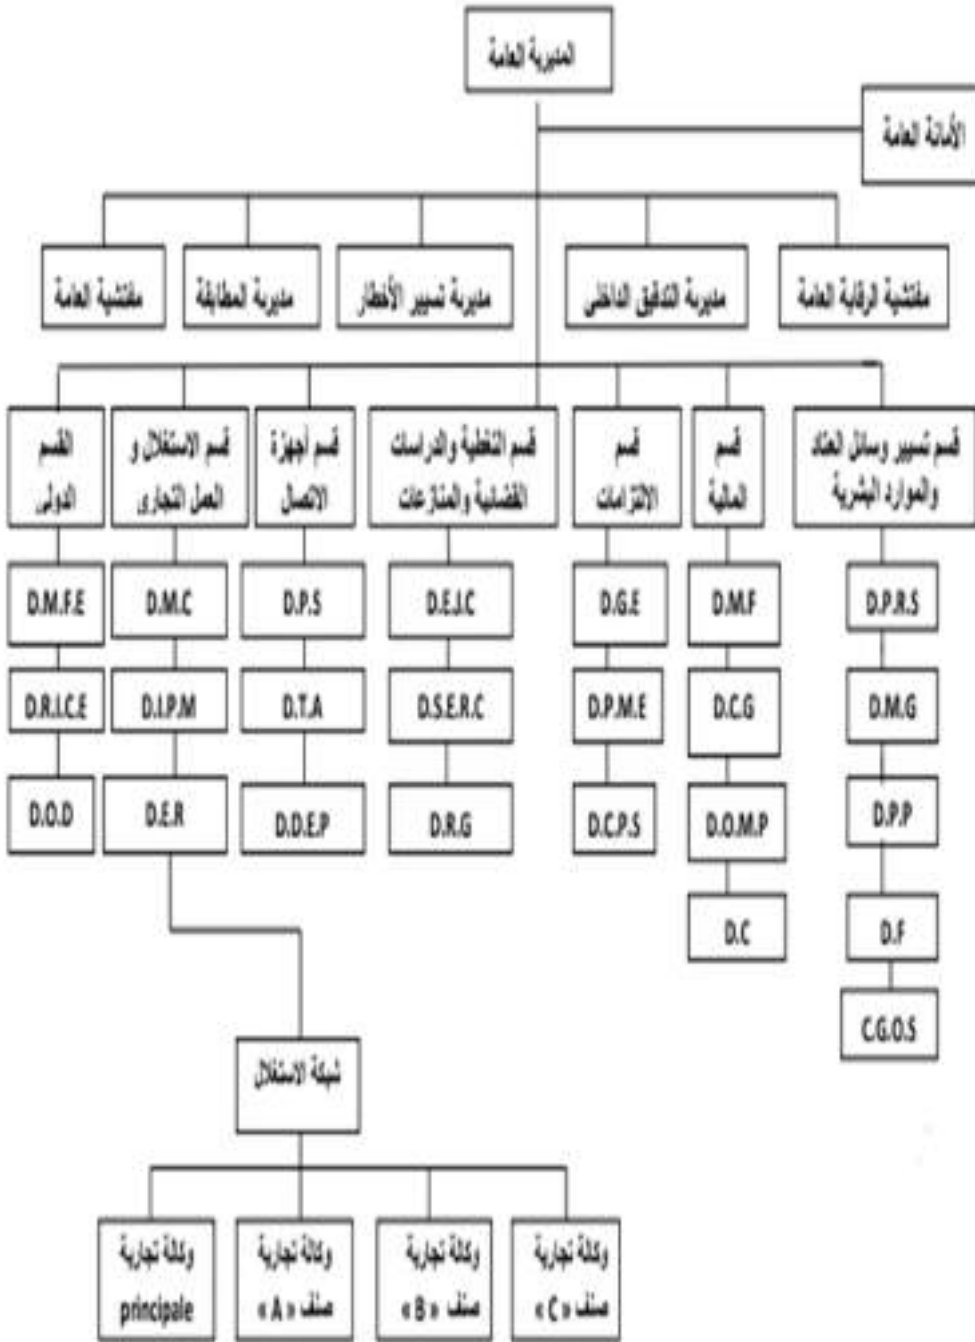 المديرية العامة
الأمانة العامة
مفتشية الرقابة العامة
مديرية التدقيق الداخلي
مديرية تسيير الأخطار
مديرية المطابقة
مفتشية العامة
قسم تسيير وسائل العتاد
والموارد البشرية
قسم
المالية
قسم
الالتزامات
قسم التغطية والدراسات
القضائية والمنازعات
قسم أجهزة
الاتصال
قسم الاستغلال و
العمل التجاري
القسم
الدولي
D.P.R.S
D.M.G
D.P.P
D.F
C.G.O.S
D.M.F
D.C.G
D.O.M.P
D.C
D.G.E
D.P.M.E
D.C.P.S
D.E.J.C
D.S.E.R.C
D.R.G
D.P.S
D.T.A
D.D.E.P
D.M.C
D.I.P.M
D.E.R
D.M.F.E
D.R.I.C.E
D.O.D
شبكة الاستغلال
وكالة تجارية
صنف « C »
وكالة تجارية
صنف « B »
وكالة تجارية
صنف « A »
وكالة تجارية
principale